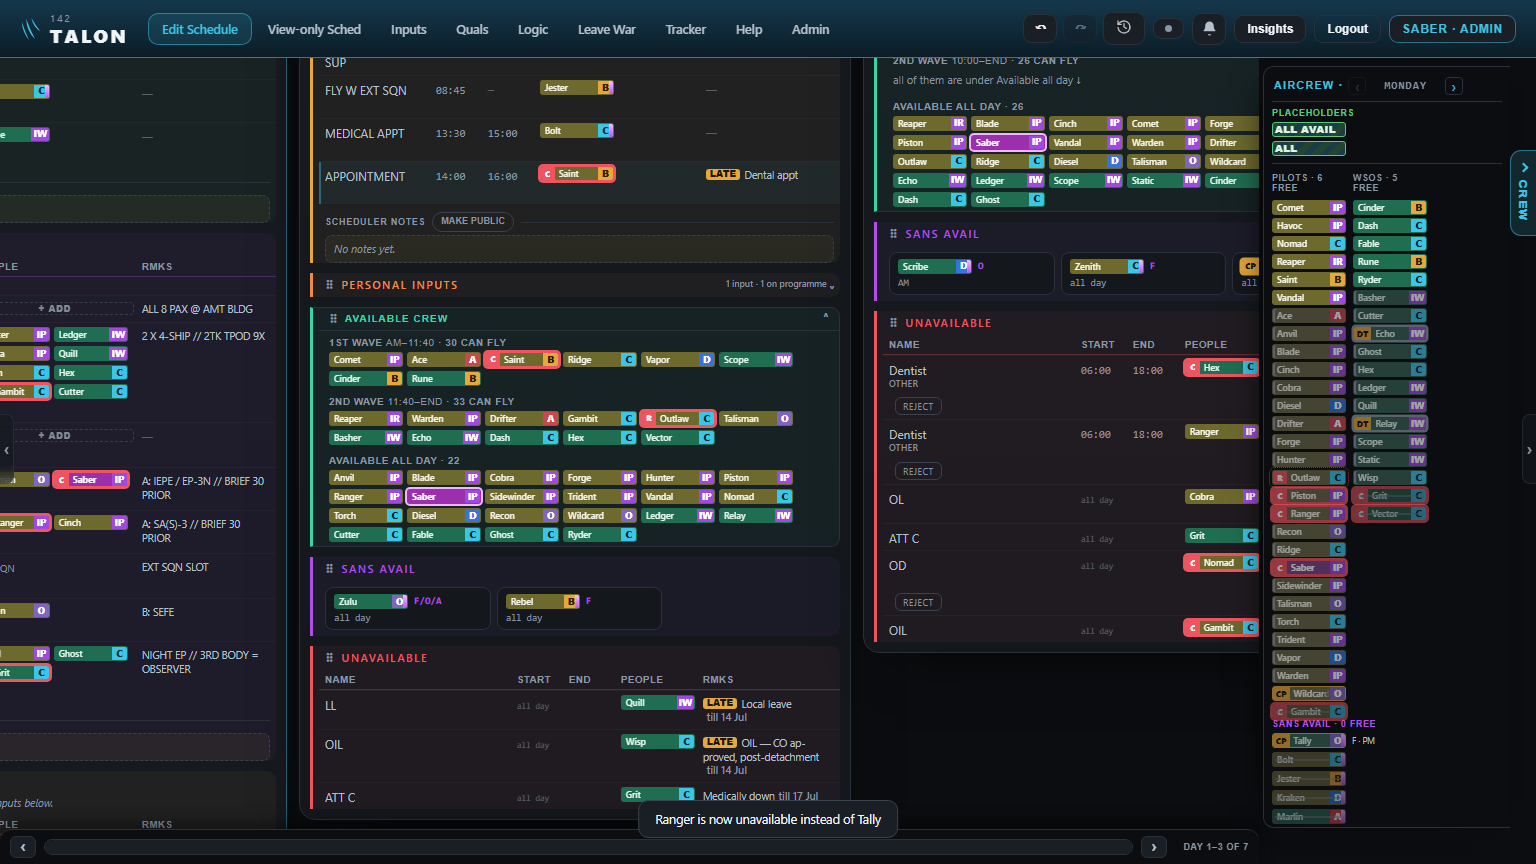 142
TALON
Edit Schedule
View-only Sched
Inputs
Quals
Logic
Leave War
Tracker
Help
Admin
Insights
Logout
SABER · ADMIN
C
—
IW
—
PLE
RMKS
+ ADD
ALL 8 PAX @ AMT BLDG
IP
Ledger IW
2 X 4-SHIP // 2TK TPOD 9X
IP
Quill IW
C
Hex C
Gambit C
Cutter C
+ ADD
—
O
C Saber IP
A: IEPE / EP-3N // BRIEF 30
PRIOR
Ranger IP
Cinch IP
A: SA(S)-3 // BRIEF 30
PRIOR
EXT SQN SLOT
O
B: SEFE
IP
Ghost C
NIGHT EP // 3RD BODY =
OBSERVER
Grit C
nputs below.
PLE
RMKS
SUP
FLY W EXT SQN 08:45 – Jester B —
MEDICAL APPT 13:30 15:00 Bolt C —
APPOINTMENT 14:00 16:00 C Saint B LATE Dental appt
SCHEDULER NOTES MAKE PUBLIC
No notes yet.
PERSONAL INPUTS 1 input · 1 on programme
AVAILABLE CREW
1ST WAVE AM–11:40 · 30 CAN FLY
Comet IP Ace A C Saint B Ridge C Vapor D Scope IW
Cinder B Rune B
2ND WAVE 11:40–END · 33 CAN FLY
Reaper IR Warden IP Drifter A Gambit C R Outlaw C Talisman O
Basher IW Echo IW Dash C Hex C Vector C
AVAILABLE ALL DAY · 22
Anvil IP Blade IP Cobra IP Forge IP Hunter IP Piston IP
Ranger IP Saber IP Sidewinder IP Trident IP Vandal IP Nomad C
Torch C Diesel D Recon O Wildcard O Ledger IW Relay IW
Cutter C Fable C Ghost C Ryder C
SANS AVAIL
Zulu O F/O/A
all day
Rebel B F
all day
UNAVAILABLE
NAME START END PEOPLE RMKS
LL all day Quill IW LATE Local leave
till 14 Jul
OIL all day Wisp C LATE OIL — CO ap-
proved, post-detachment
till 14 Jul
ATT C all day Grit C Medically down till 17 Jul
2ND WAVE 10:00–END · 26 CAN FLY
all of them are under Available all day ↓
AVAILABLE ALL DAY · 26
Reaper IR Blade IP Cinch IP Comet IP Forge
Piston IP Saber IP Vandal IP Warden IP Drifter
Outlaw C Ridge C Diesel D Talisman O Wildcard
Echo IW Ledger IW Scope IW Static IW Cinder
Dash C Ghost C
SANS AVAIL
Scribe D O
AM
Zenith C F
all day
CP
all
UNAVAILABLE
NAME START END PEOPLE
Dentist 06:00 18:00 C Hex C
OTHER
REJECT
Dentist 06:00 18:00 Ranger IP
OTHER
REJECT
OL all day Cobra IP
ATT C all day Grit C
OD all day C Nomad C
REJECT
OIL all day C Gambit C
AIRCREW · ‹ MONDAY ›
PLACEHOLDERS
ALL AVAIL
ALL
PILOTS · 6
FREE
WSOS · 5
FREE
Comet IP Cinder B
Havoc IP Dash C
Nomad C Fable C
Reaper IR Rune B
Saint B Ryder C
Vandal IP Basher IW
Ace A Cutter C
Anvil IP DT Echo IW
Blade IP Ghost C
Cinch IP Hex C
Cobra IP Ledger IW
Diesel D Quill IW
Drifter A DT Relay IW
Forge IP Scope IW
Hunter IP Static IW
R Outlaw C Wisp C
C Piston IP C Grit C
C Ranger IP C Vector C
Recon O
Ridge C
C Saber IP
Sidewinder IP
Talisman O
Torch C
Trident IP
Vapor D
Warden IP
CP Wildcard O
C Gambit C
SANS AVAIL · 0 FREE
CP Tally O F · PM
Bolt C
Jester B
Kraken D
Marlin A
CREW
Ranger is now unavailable instead of Tally
DAY 1–3 OF 7